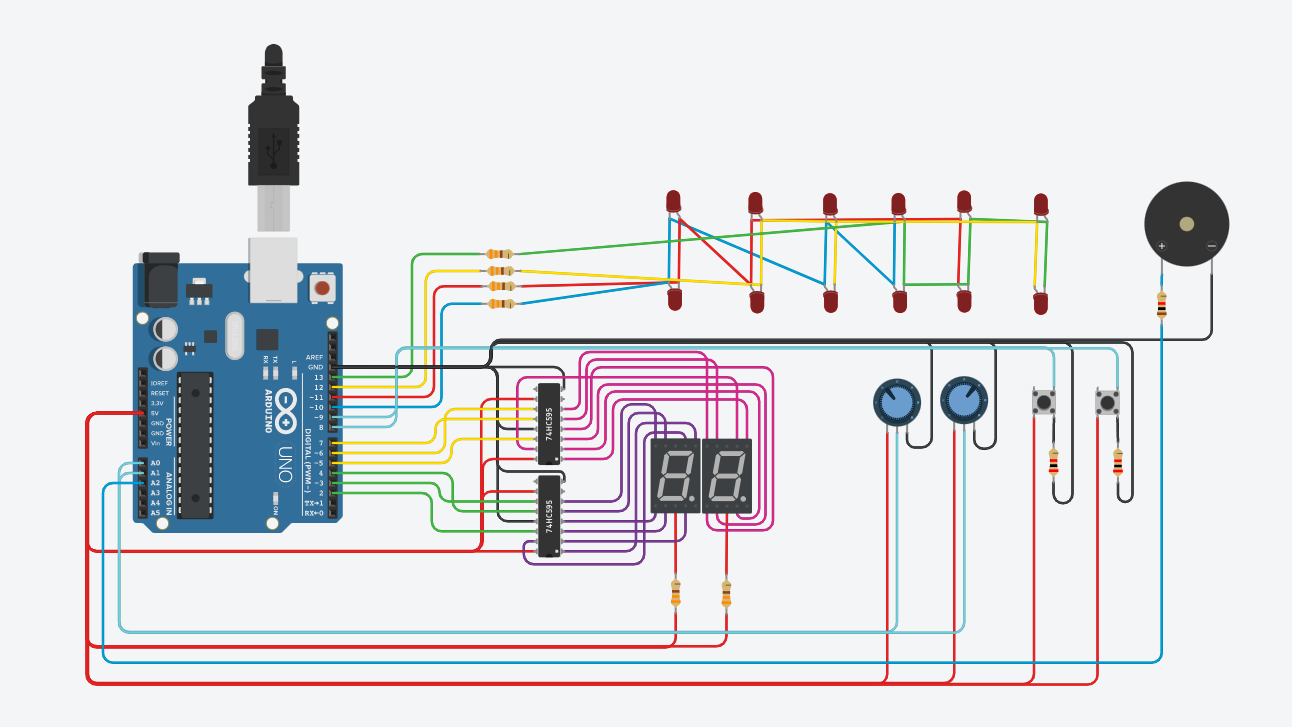 AREF
GND
13
12
~11
~10
~9
8
7
~6
~5
4
~3
2
TX→1
RX←0
DIGITAL (PWM~)
RX
TX
L
ARDUINO
UNO
ON
IOREF
RESET
3.3V
5V
GND
GND
Vin
POWER
A0
A1
A2
A3
A4
A5
ANALOG IN
74HC595
74HC595
8.
8.
+
−